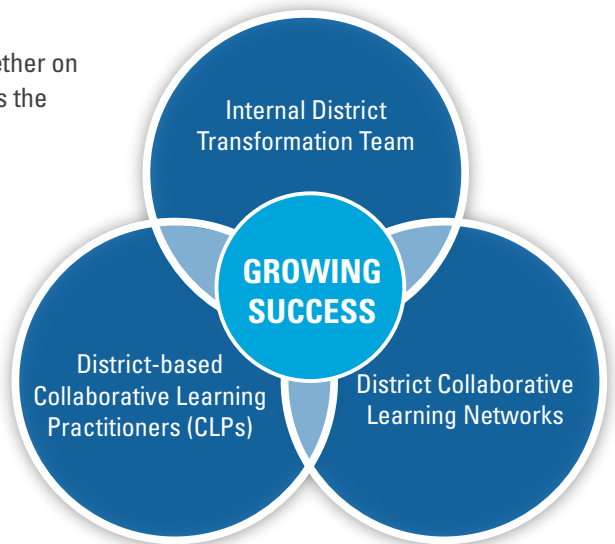 ether on
s the
Internal District
Transformation Team
GROWING
SUCCESS
District-based
Collaborative Learning
Practitioners (CLPs)
District Collaborative
Learning Networks